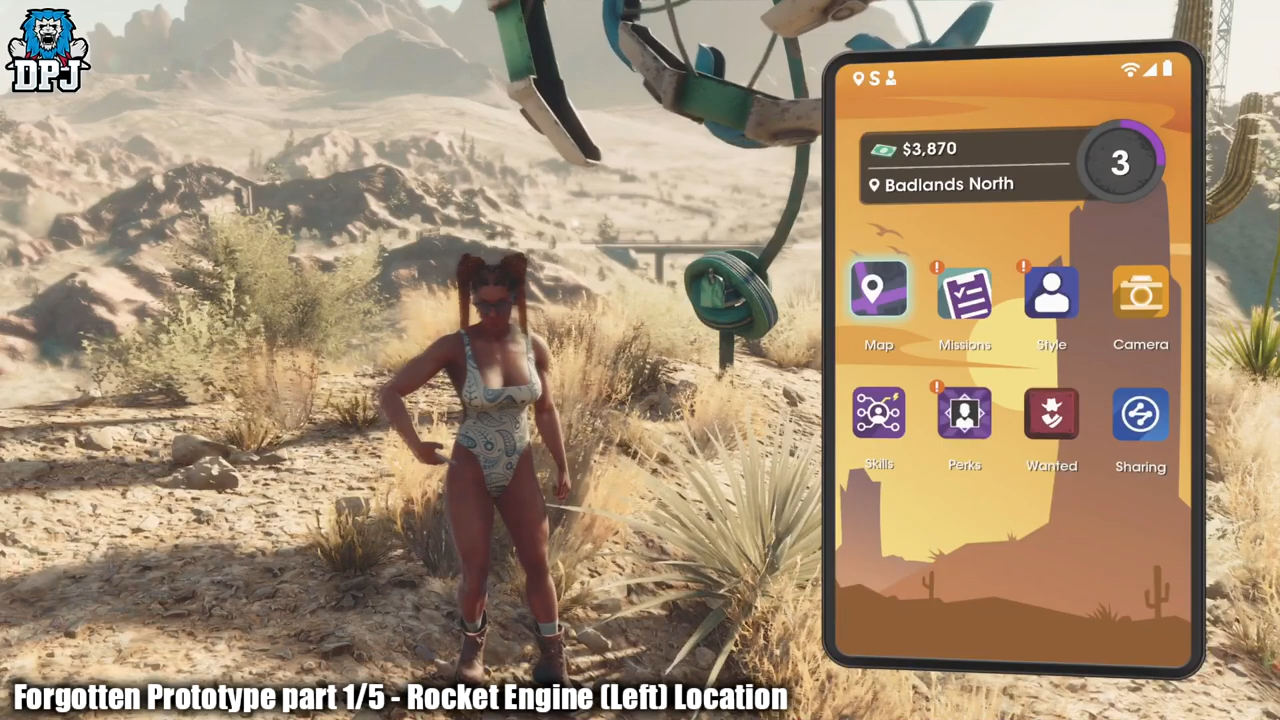 DPJ
S
$3,870
Badlands North
3
Map
Missions
Style
Camera
Skills
Perks
Wanted
Sharing
Forgotten Prototype part 1/5 - Rocket Engine (Left) Location